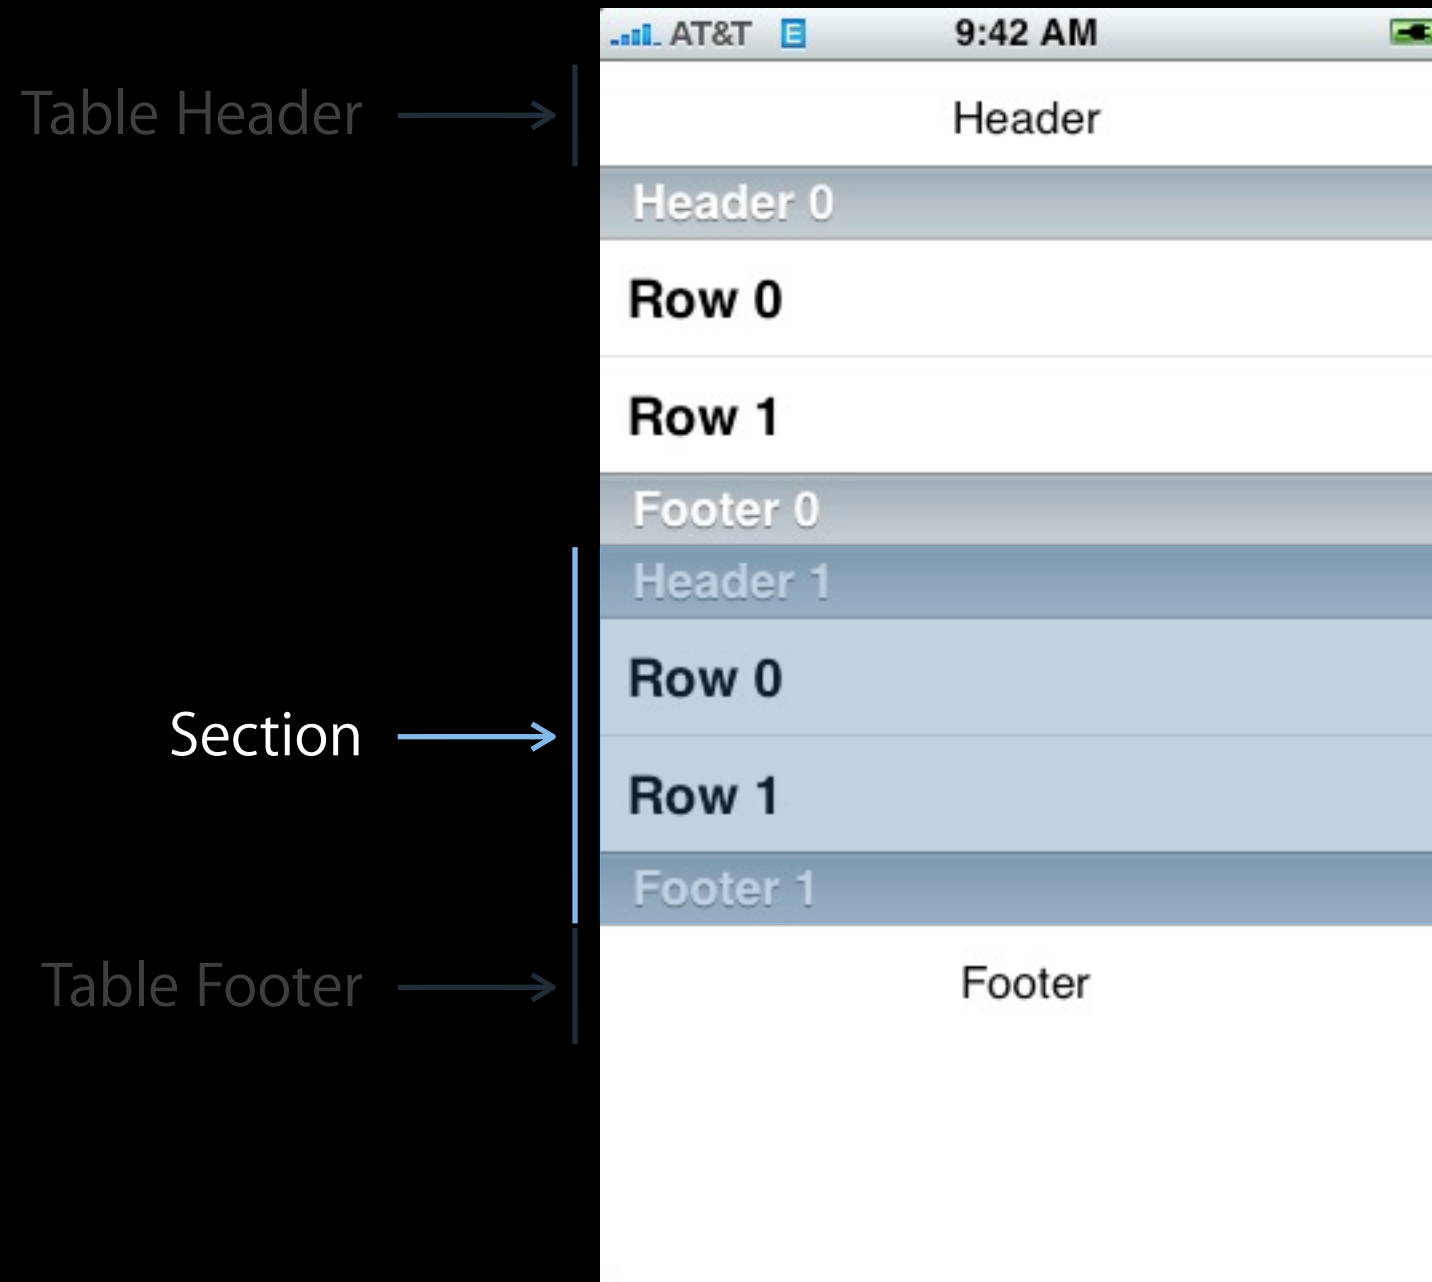 AT&T E 9:42 AM
Table Header
Header
Header 0
Row 0
Row 1
Footer 0
Header 1
Row 0
Section
Row 1
Footer 1
Table Footer
Footer